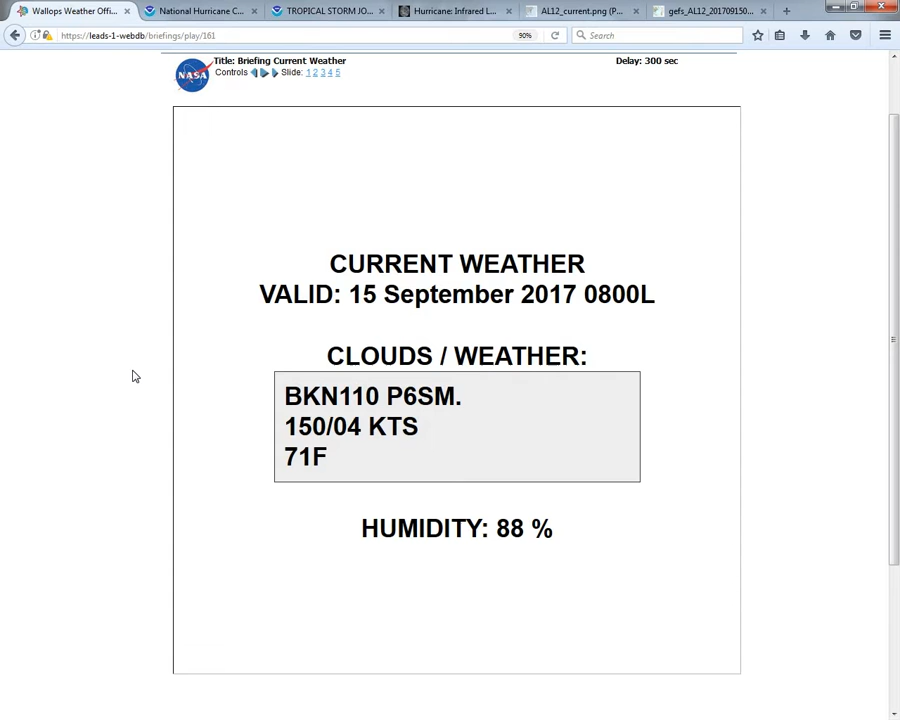 Wallops Weather Offi...
National Hurricane C...
TROPICAL STORM JO...
Hurricane: Infrared L...
AL12_current.png (P...
gefs_AL12_201709150...
https://leads-1-webdb/briefings/play/161
90%
Search
NASA
Title: Briefing Current Weather
Delay: 300 sec
Controls Slide: 1 2 3 4 5
CURRENT WEATHER
VALID: 15 September 2017 0800L
CLOUDS / WEATHER:
BKN110 P6SM.
150/04 KTS
71F
HUMIDITY: 88 %